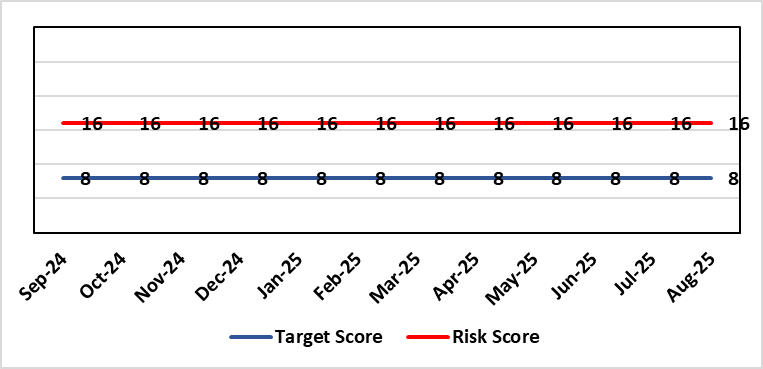 16 16 16 16 16 16 16 16 16 16 16 16
8 8 8 8 8 8 8 8 8 8 8 8
Sep-24 Oct-24 Nov-24 Dec-24 Jan-25 Feb-25 Mar-25 Apr-25 May-25 Jun-25 Jul-25 Aug-25
Target Score Risk Score